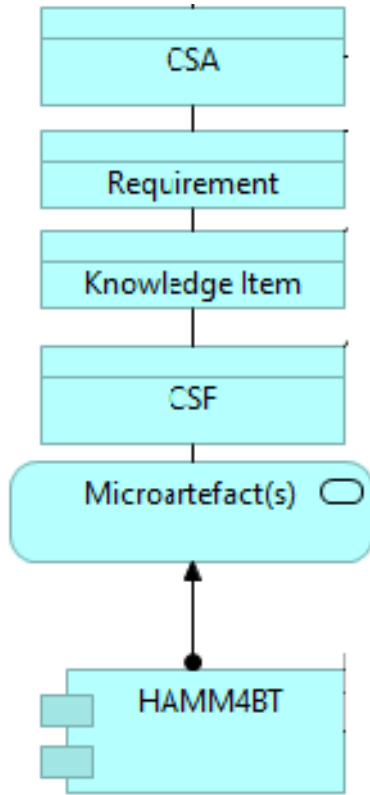 CSA
Requirement
Knowledge Item
CSF
Microartefact(s)
HAMM4BT